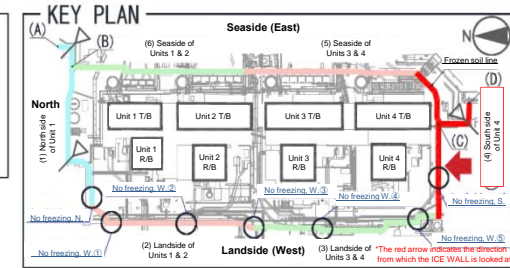 KEY PLAN
Seaside (East)
N
(A)
(B)
(6) Seaside of
Units 1 & 2
(5) Seaside of
Units 3 & 4
Frozen soil line
(D)
North
(1) North side
of Unit 1
Unit 1 T/B
Unit 2 T/B
Unit 3 T/B
Unit 4 T/B
(C)
(4) South side
of Unit 4
Unit 1
R/B
Unit 2
R/B
Unit 3
R/B
Unit 4
R/B
No freezing, W.②
No freezing, W.③
No freezing, W.④
No freezing, S.
No freezing, N.
No freezing, W.①
No freezing, W.⑤
(2) Landside of
Units 1 & 2
Landside (West)
(3) Landside of
Units 3 & 4
*The red arrow indicates the direction
from which the ICE WALL is looked at